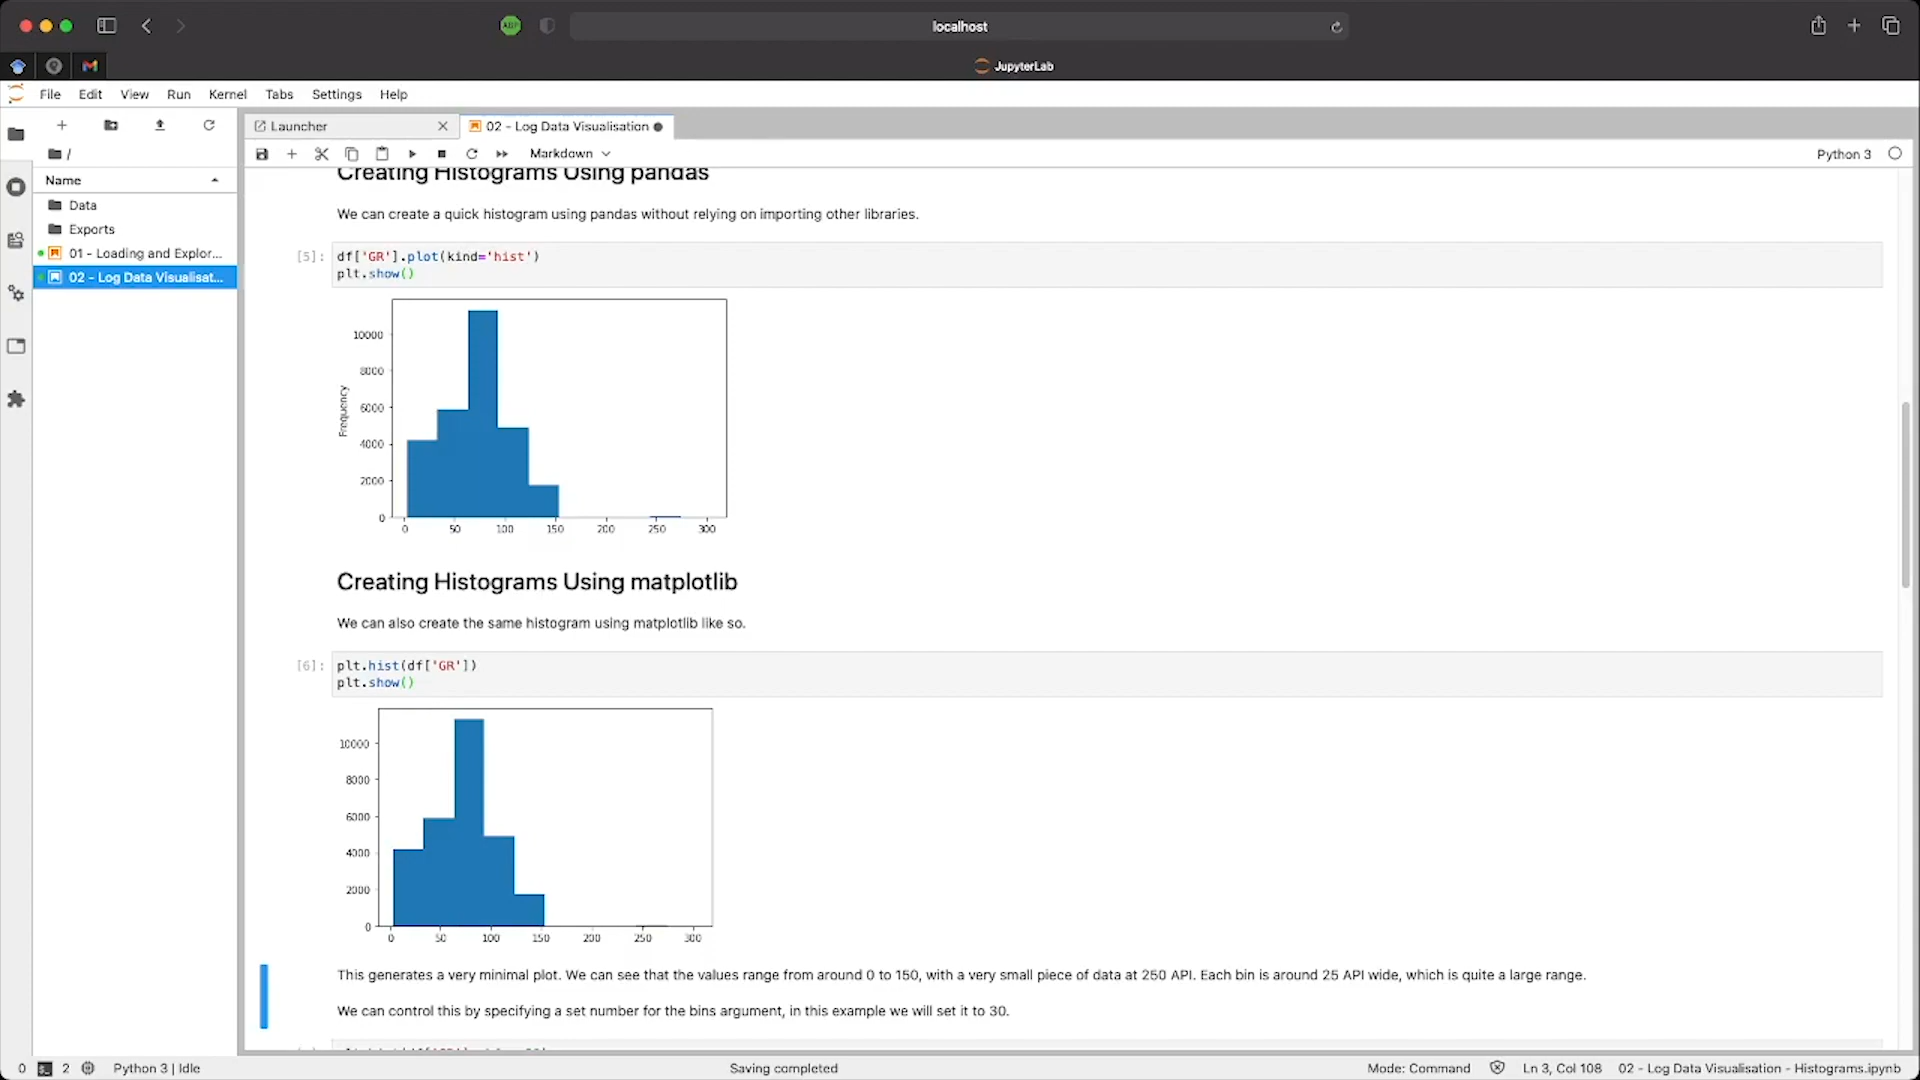 localhost
JupyterLab
File Edit View Run Kernel Tabs Settings Help
Launcher
02 - Log Data Visualisation
/
Markdown
Python 3
Name
Data
Exports
01 - Loading and Explor...
02 - Log Data Visualisat...
Creating Histograms Using pandas
We can create a quick histogram using pandas without relying on importing other libraries.
[5]: df['GR'].plot(kind='hist')
plt.show()
10000
8000
6000
4000
2000
0
Frequency
0 50 100 150 200 250 300
Creating Histograms Using matplotlib
We can also create the same histogram using matplotlib like so.
[6]: plt.hist(df['GR'])
plt.show()
10000
8000
6000
4000
2000
0
0 50 100 150 200 250 300
This generates a very minimal plot. We can see that the values range from around 0 to 150, with a very small piece of data at 250 API. Each bin is around 25 API wide, which is quite a large range.
We can control this by specifying a set number for the bins argument, in this example we will set it to 30.
0 2 Python 3 | Idle Saving completed Mode: Command Ln 3, Col 108 02 - Log Data Visualisation - Histograms.ipynb